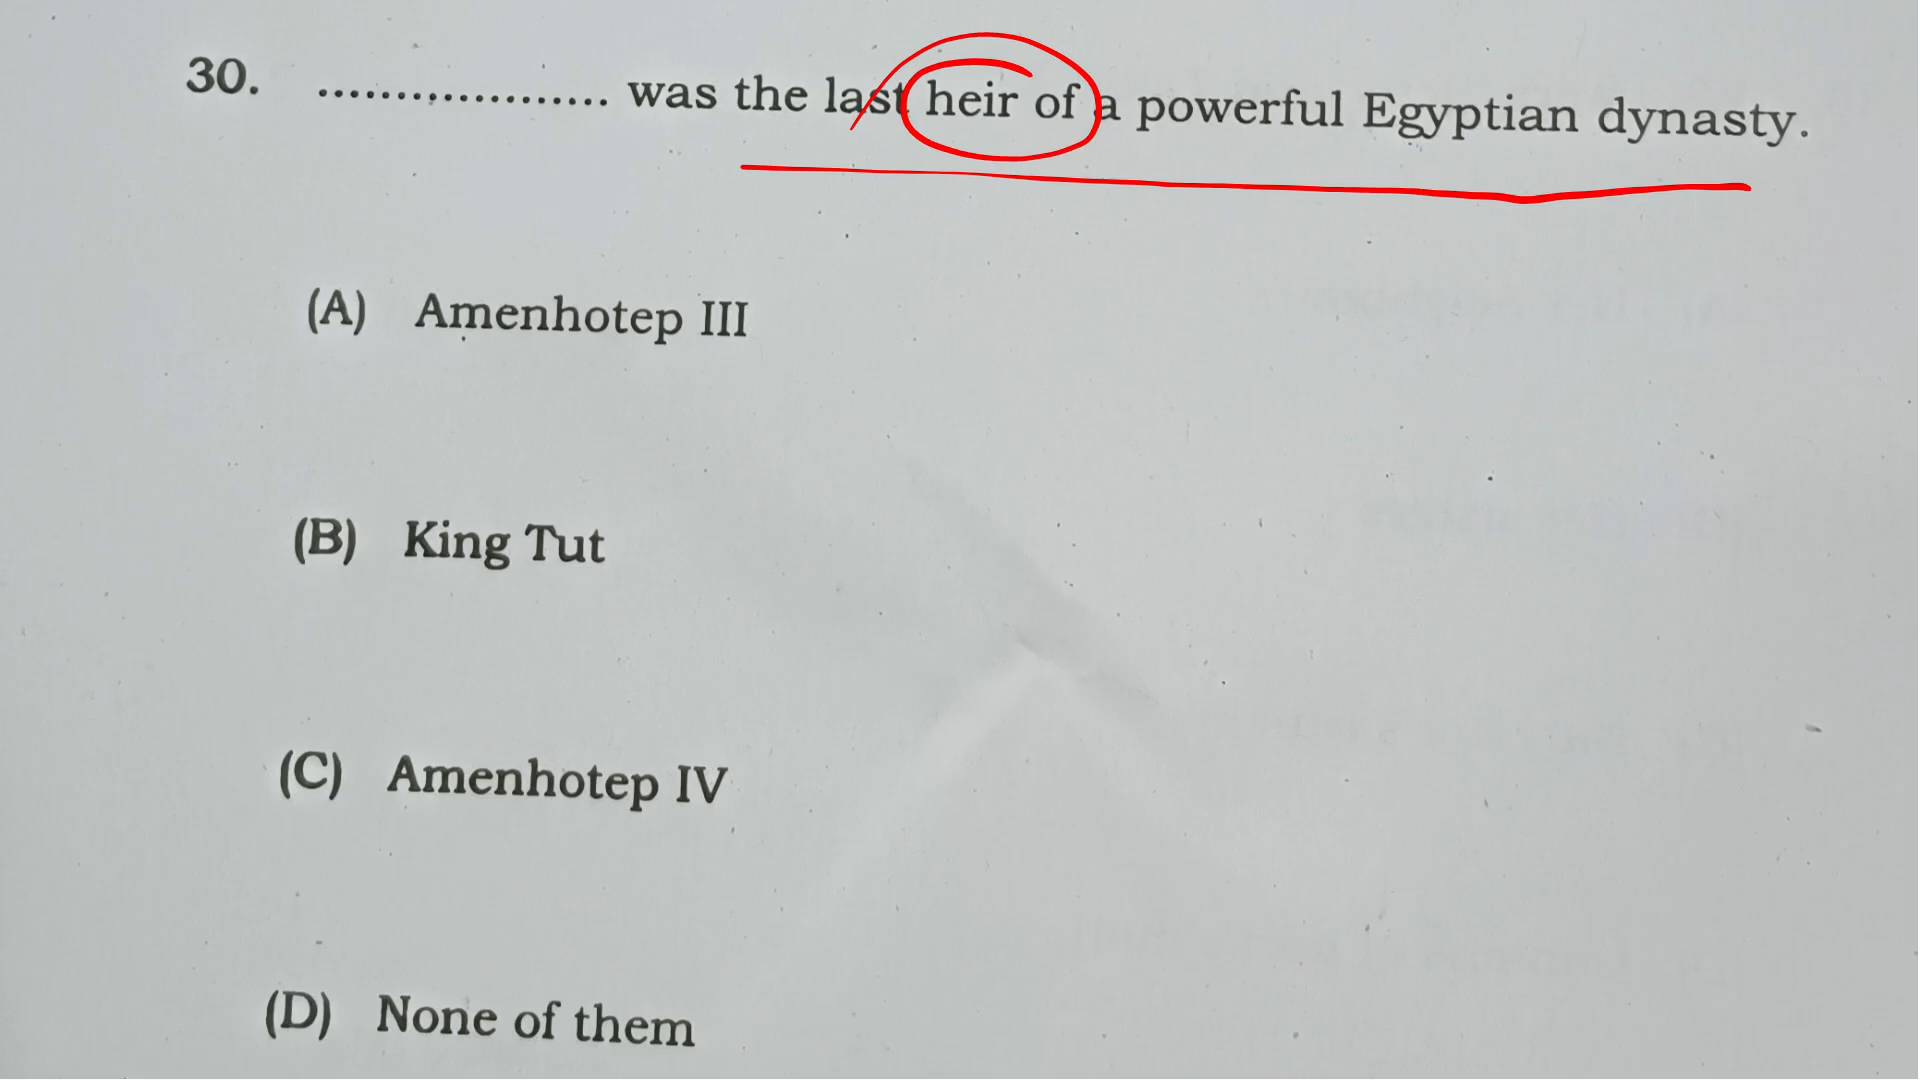 30. ................... was the last heir of a powerful Egyptian dynasty.
(A) Amenhotep III
(B) King Tut
(C) Amenhotep IV
(D) None of them